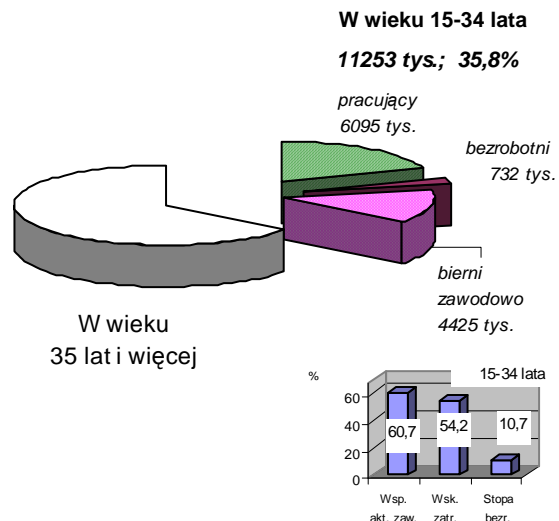 W wieku 15-34 lata
11253 tys.; 35,8%
pracujący
6095 tys.
bezrobotni
732 tys.
bierni
zawodowo
4425 tys.
W wieku
35 lat i więcej
%
15-34 lata
60
40
20
0
60,7
54,2
10,7
Wsp.
akt. zaw.
Wsk.
zatr.
Stopa
bezr.